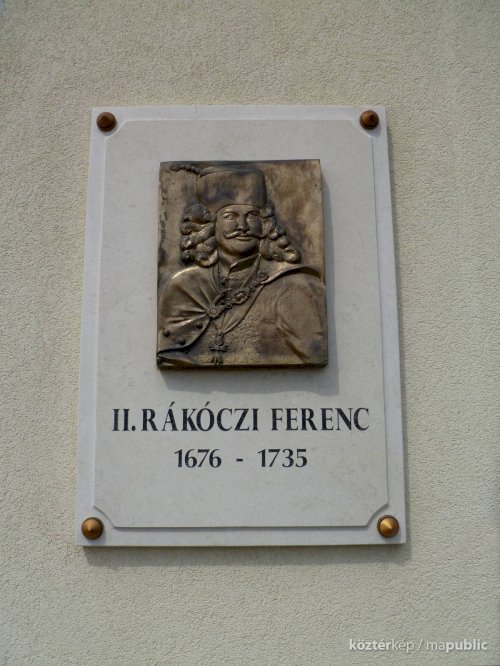 II. RÁKÓCZI FERENC
1676 - 1735
köztérkép / mapublic